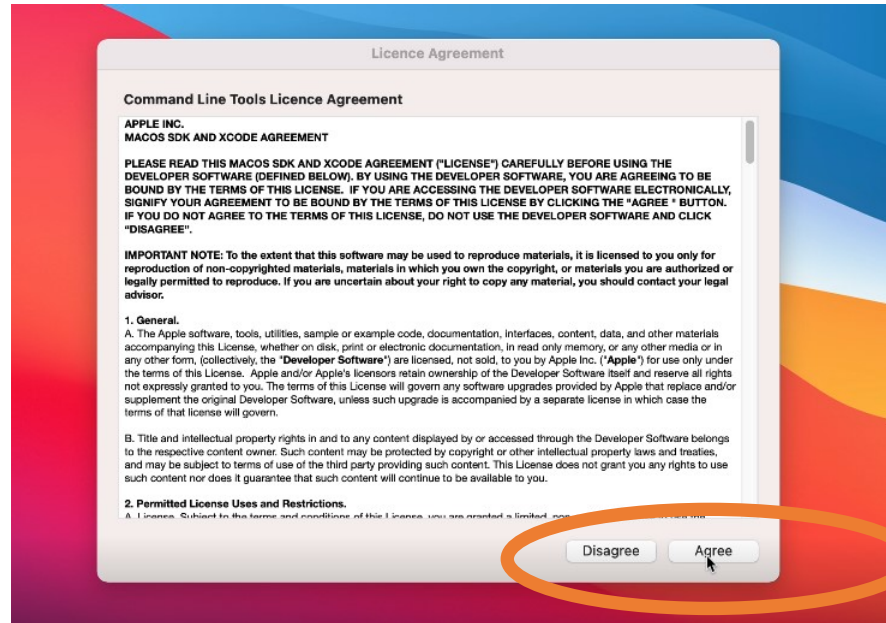 Licence Agreement
Command Line Tools Licence Agreement
APPLE INC.
MACOS SDK AND XCODE AGREEMENT
PLEASE READ THIS MACOS SDK AND XCODE AGREEMENT ("LICENSE") CAREFULLY BEFORE USING THE
DEVELOPER SOFTWARE (DEFINED BELOW). BY USING THE DEVELOPER SOFTWARE, YOU ARE AGREEING TO BE
BOUND BY THE TERMS OF THIS LICENSE. IF YOU ARE ACCESSING THE DEVELOPER SOFTWARE ELECTRONICALLY,
SIGNIFY YOUR AGREEMENT TO BE BOUND BY THE TERMS OF THIS LICENSE BY CLICKING THE "AGREE " BUTTON.
IF YOU DO NOT AGREE TO THE TERMS OF THIS LICENSE, DO NOT USE THE DEVELOPER SOFTWARE AND CLICK
"DISAGREE".
IMPORTANT NOTE: To the extent that this software may be used to reproduce materials, it is licensed to you only for
reproduction of non-copyrighted materials, materials in which you own the copyright, or materials you are authorized or
legally permitted to reproduce. If you are uncertain about your right to copy any material, you should contact your legal
advisor.
1. General.
A. The Apple software, tools, utilities, sample or example code, documentation, interfaces, content, data, and other materials
accompanying this License, whether on disk, print or electronic documentation, in read only memory, or any other media or in
any other form, (collectively, the "Developer Software") are licensed, not sold, to you by Apple Inc. ("Apple") for use only under
the terms of this License. Apple and/or Apple's licensors retain ownership of the Developer Software itself and reserve all rights
not expressly granted to you. The terms of this License will govern any software upgrades provided by Apple that replace and/or
supplement the original Developer Software, unless such upgrade is accompanied by a separate license in which case the
terms of that license will govern.
B. Title and intellectual property rights in and to any content displayed by or accessed through the Developer Software belongs
to the respective content owner. Such content may be protected by copyright or other intellectual property laws and treaties,
and may be subject to terms of use of the third party providing such content. This License does not grant you any rights to use
such content nor does it guarantee that such content will continue to be available to you.
2. Permitted License Uses and Restrictions.
A. License. Subject to the terms and conditions of this License, you are granted a limited,
Disagree
Agree